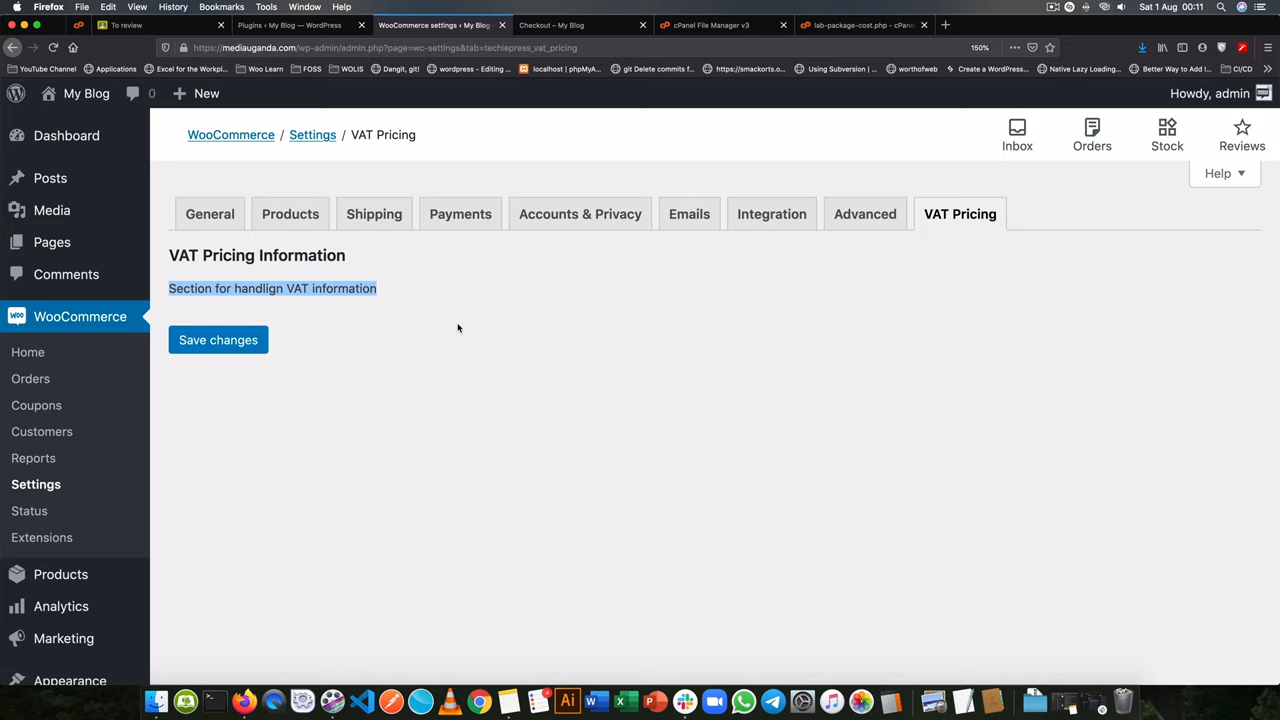 Firefox File Edit View History Bookmarks Tools Window Help Sat 1 Aug 00:11
To review Plugins ‹ My Blog — WordPress WooCommerce settings ‹ My Blog Checkout – My Blog cPanel File Manager v3 lab-package-cost.php – cPane
https://mediauganda.com/wp-admin/admin.php?page=wc-settings&tab=techiepress_vat_pricing 150%
YouTube Channel Applications Excel for the Workpl... Woo Learn FOSS WOLIS Dangit, git! wordpress - Editing ... localhost | phpMyA... git Delete commits f... https://smackorts.o... Using Subversion |... worthofweb Create a WordPress... Native Lazy Loading... Better Way to Add I... CI/CD
My Blog 0 New Howdy, admin
Dashboard
Posts
Media
Pages
Comments
WooCommerce
Home
Orders
Coupons
Customers
Reports
Settings
Status
Extensions
Products
Analytics
Marketing
Appearance
WooCommerce / Settings / VAT Pricing
Inbox Orders Stock Reviews
Help
General Products Shipping Payments Accounts & Privacy Emails Integration Advanced VAT Pricing
VAT Pricing Information
Section for handlign VAT information
Save changes